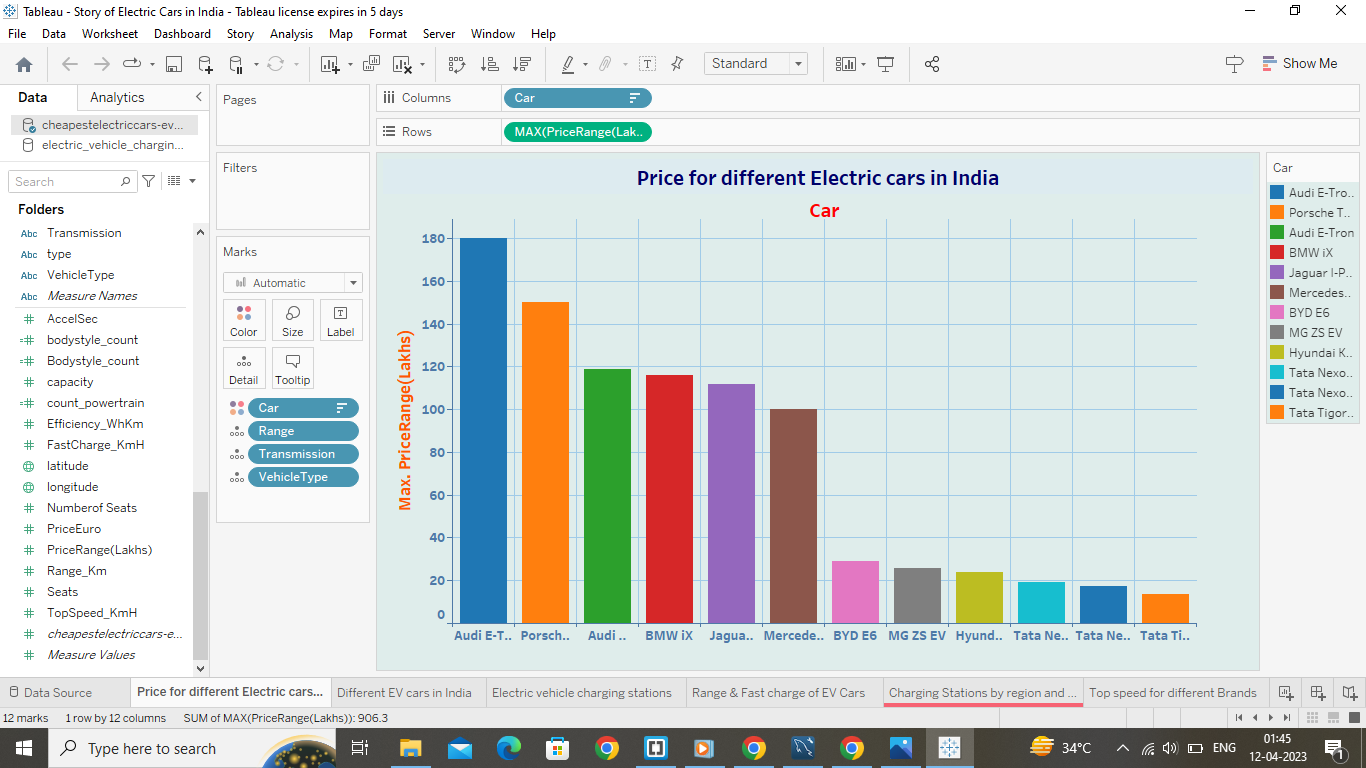 Tableau - Story of Electric Cars in India - Tableau license expires in 5 days
File Data Worksheet Dashboard Story Analysis Map Format Server Window Help
Standard
Show Me
Data Analytics
cheapestelectriccars-ev...
electric_vehicle_chargin...
Search
Folders
Abc Transmission
Abc type
Abc VehicleType
Abc Measure Names
AccelSec
bodystyle_count
Bodystyle_count
capacity
count_powertrain
Efficiency_WhKm
FastCharge_KmH
latitude
longitude
Numberof Seats
PriceEuro
PriceRange(Lakhs)
Range_Km
Seats
TopSpeed_KmH
cheapestelectriccars-e...
Measure Values
Pages
Filters
Marks
Automatic
Color Size Label
Detail Tooltip
Car
Range
Transmission
VehicleType
Columns Car
Rows MAX(PriceRange(Lak..
Price for different Electric cars in India
Car
Max. PriceRange(Lakhs)
180
160
140
120
100
80
60
40
20
0
Audi E-T.. Porsch.. Audi .. BMW iX Jagua.. Mercede.. BYD E6 MG ZS EV Hyund.. Tata Ne.. Tata Ne.. Tata Ti..
Car
Audi E-Tro..
Porsche T..
Audi E-Tron
BMW iX
Jaguar I-P..
Mercedes..
BYD E6
MG ZS EV
Hyundai K..
Tata Nexo..
Tata Nexo..
Tata Tigor..
Data Source Price for different Electric cars... Different EV cars in India Electric vehicle charging stations Range & Fast charge of EV Cars Charging Stations by region and ... Top speed for different Brands
12 marks 1 row by 12 columns SUM of MAX(PriceRange(Lakhs)): 906.3
Type here to search
34°C
ENG
01:45
12-04-2023
1